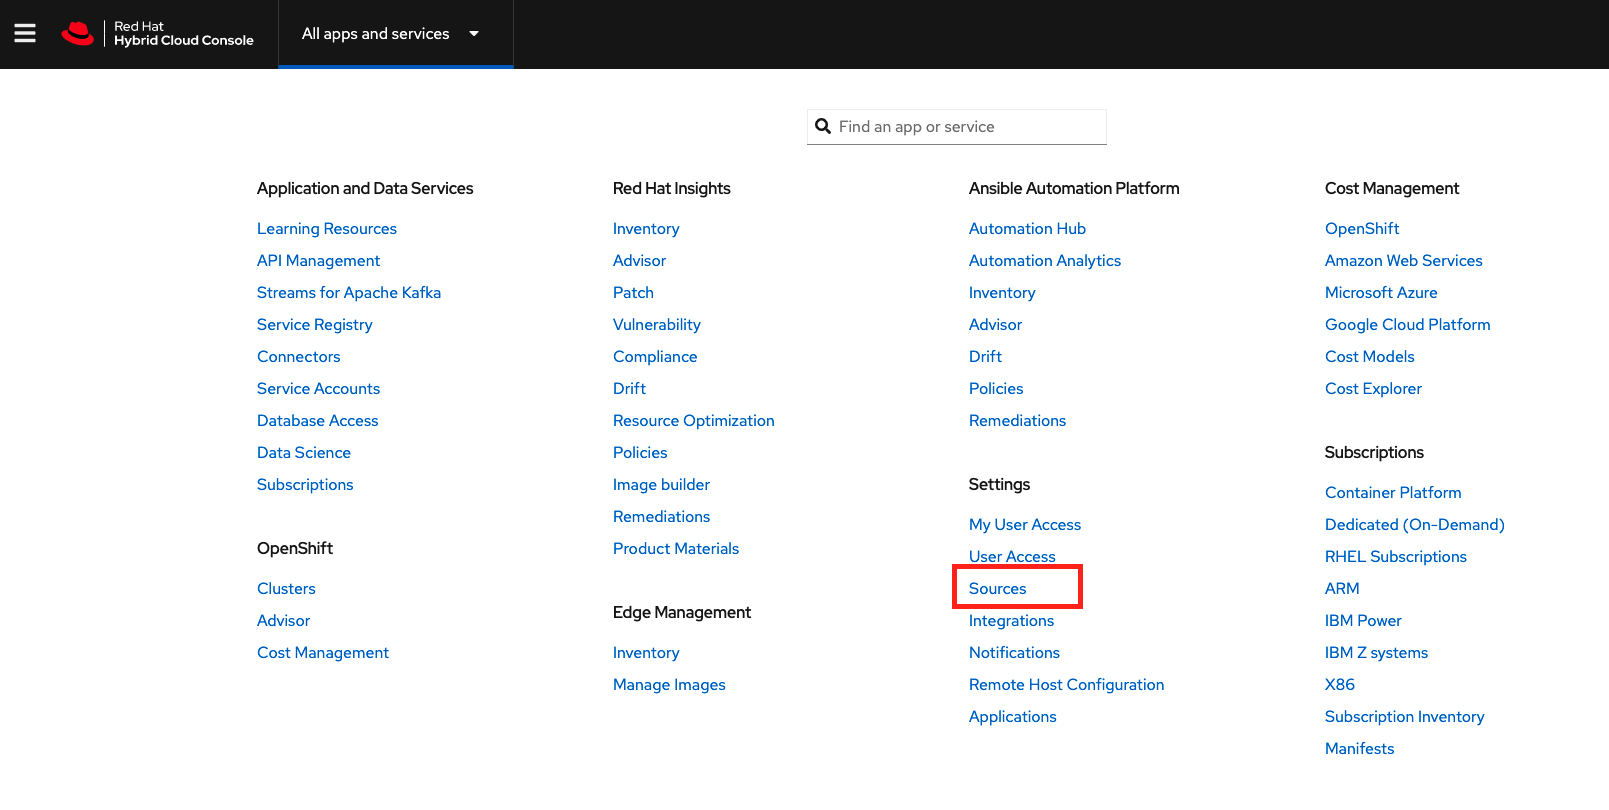 Red Hat
Hybrid Cloud Console
All apps and services
Find an app or service
Application and Data Services
Learning Resources
API Management
Streams for Apache Kafka
Service Registry
Connectors
Service Accounts
Database Access
Data Science
Subscriptions
OpenShift
Clusters
Advisor
Cost Management
Red Hat Insights
Inventory
Advisor
Patch
Vulnerability
Compliance
Drift
Resource Optimization
Policies
Image builder
Remediations
Product Materials
Edge Management
Inventory
Manage Images
Ansible Automation Platform
Automation Hub
Automation Analytics
Inventory
Advisor
Drift
Policies
Remediations
Settings
My User Access
User Access
Sources
Integrations
Notifications
Remote Host Configuration
Applications
Cost Management
OpenShift
Amazon Web Services
Microsoft Azure
Google Cloud Platform
Cost Models
Cost Explorer
Subscriptions
Container Platform
Dedicated (On-Demand)
RHEL Subscriptions
ARM
IBM Power
IBM Z systems
X86
Subscription Inventory
Manifests